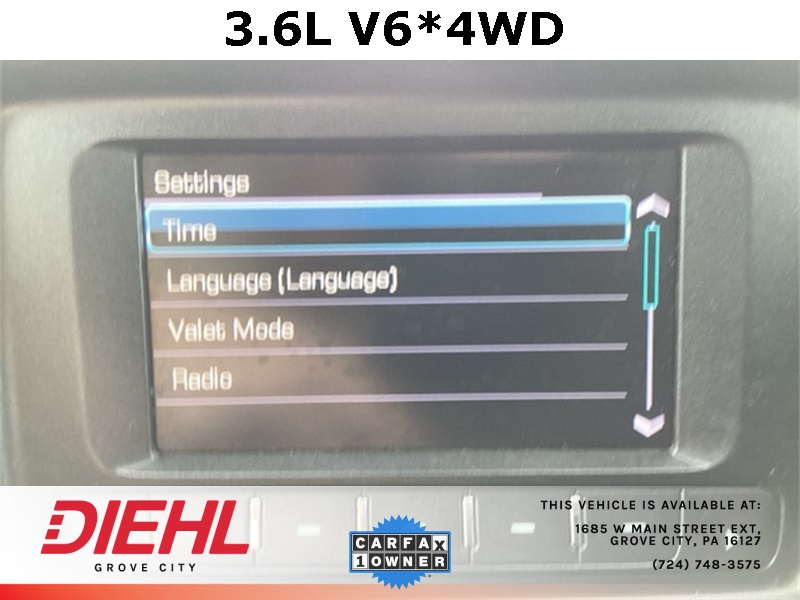 3.6L V6*4WD
Settings
Time
Language (Language)
Valet Mode
Radio
DIEHL
GROVE CITY
CARFAX
1 OWNER
THIS VEHICLE IS AVAILABLE AT:
1685 W MAIN STREET EXT,
GROVE CITY, PA 16127
(724) 748-3575